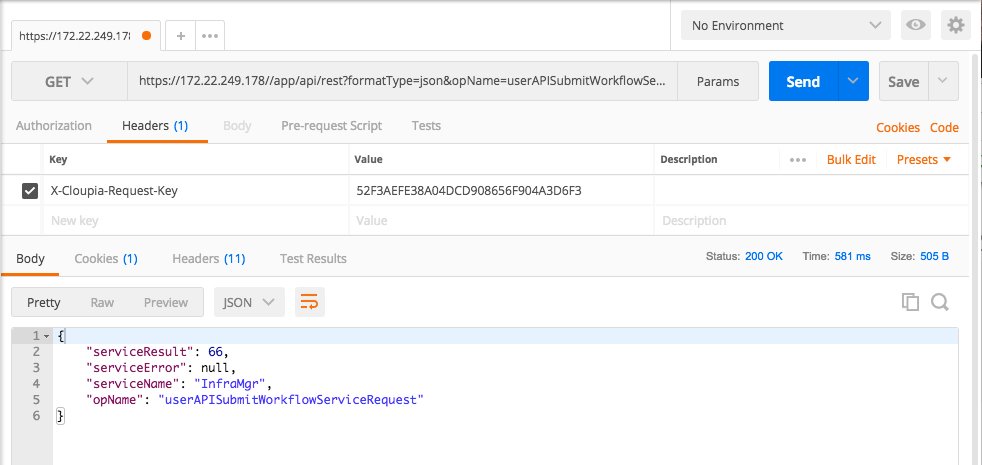 https://172.22.249.178 No Environment
GET https://172.22.249.178//app/api/rest?formatType=json&opName=userAPISubmitWorkflowSe... Params Send Save
Authorization Headers (1) Body Pre-request Script Tests Cookies Code
Key Value Description Bulk Edit Presets
X-Cloupia-Request-Key 52F3AEFE38A04DCD908656F904A3D6F3
New key Value Description
Body Cookies (1) Headers (11) Test Results Status: 200 OK Time: 581 ms Size: 505 B
Pretty Raw Preview JSON
1 {
2 "serviceResult": 66,
3 "serviceError": null,
4 "serviceName": "InfraMgr",
5 "opName": "userAPISubmitWorkflowServiceRequest"
6 }